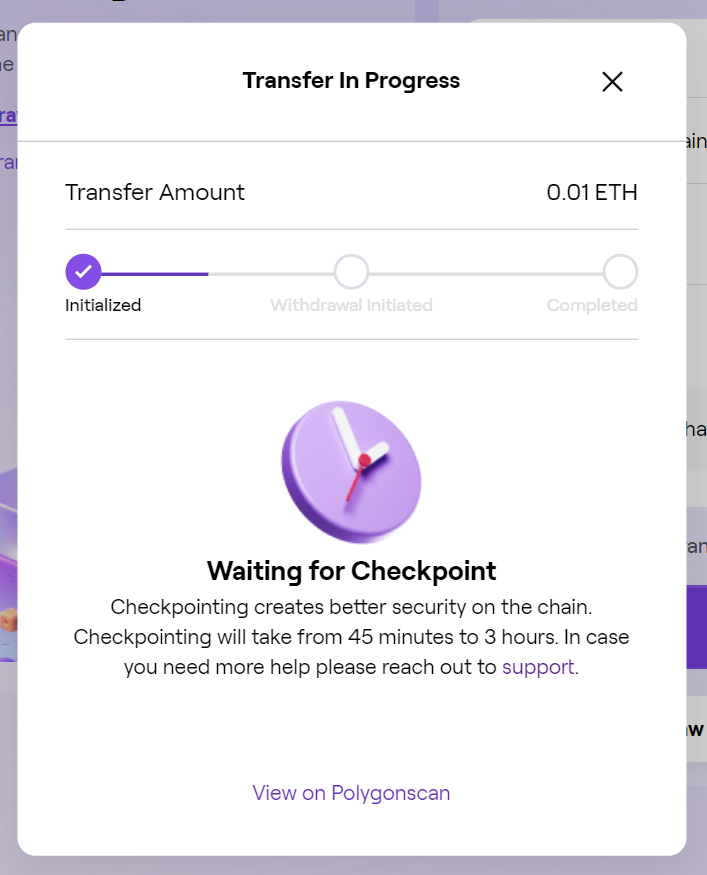 Transfer In Progress
Transfer Amount 0.01 ETH
Initialized Withdrawal Initiated Completed
Waiting for Checkpoint
Checkpointing creates better security on the chain.
Checkpointing will take from 45 minutes to 3 hours. In case
you need more help please reach out to support.
View on Polygonscan